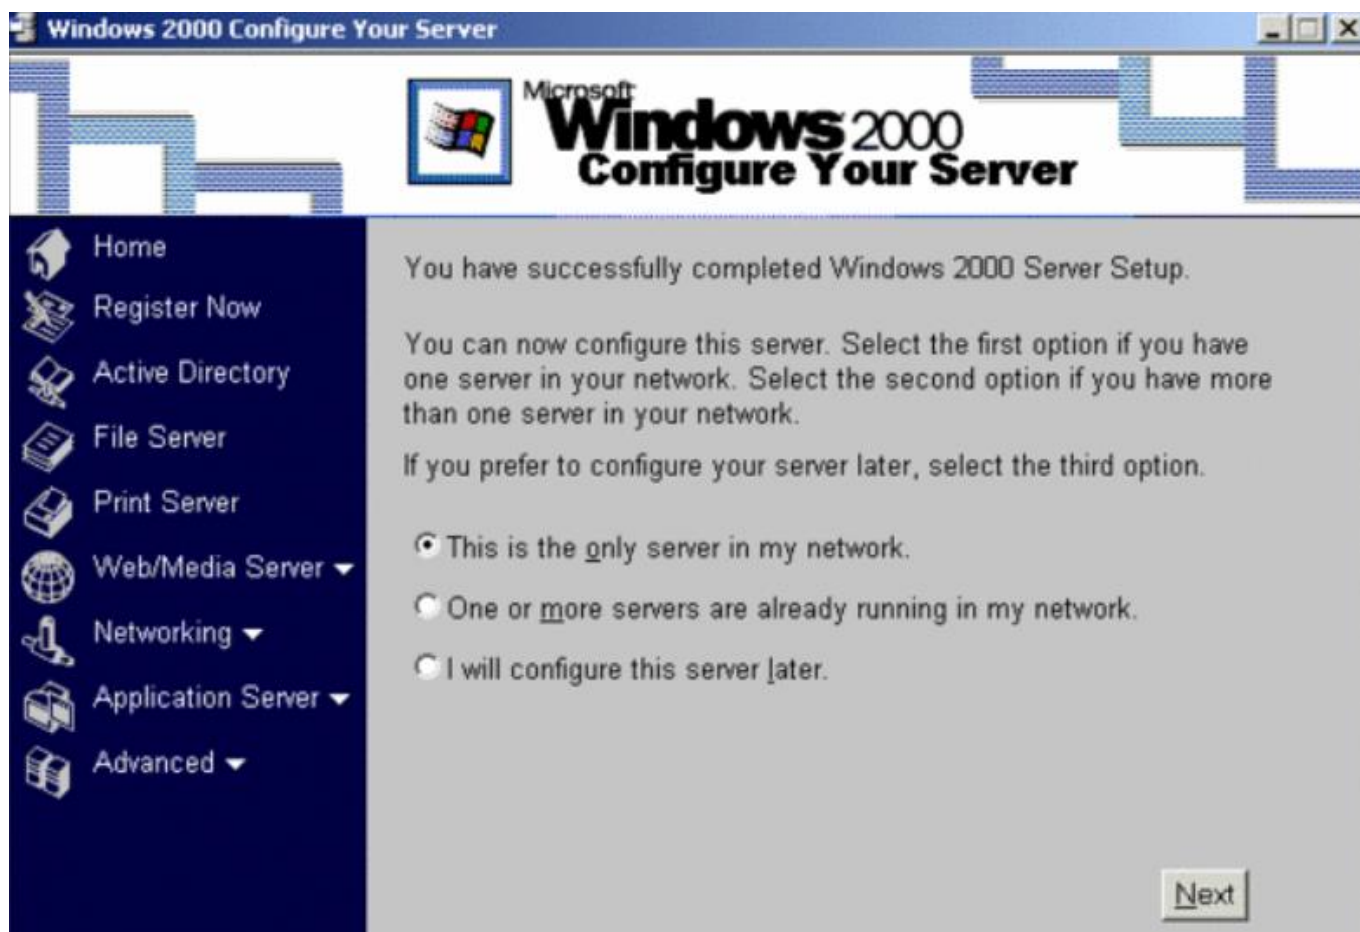 Windows 2000 Configure Your Server
Microsoft
Windows 2000
Configure Your Server
Home
Register Now
Active Directory
File Server
Print Server
Web/Media Server
Networking
Application Server
Advanced
You have successfully completed Windows 2000 Server Setup.
You can now configure this server. Select the first option if you have
one server in your network. Select the second option if you have more
than one server in your network.
If you prefer to configure your server later, select the third option.
This is the only server in my network.
One or more servers are already running in my network.
I will configure this server later.
Next